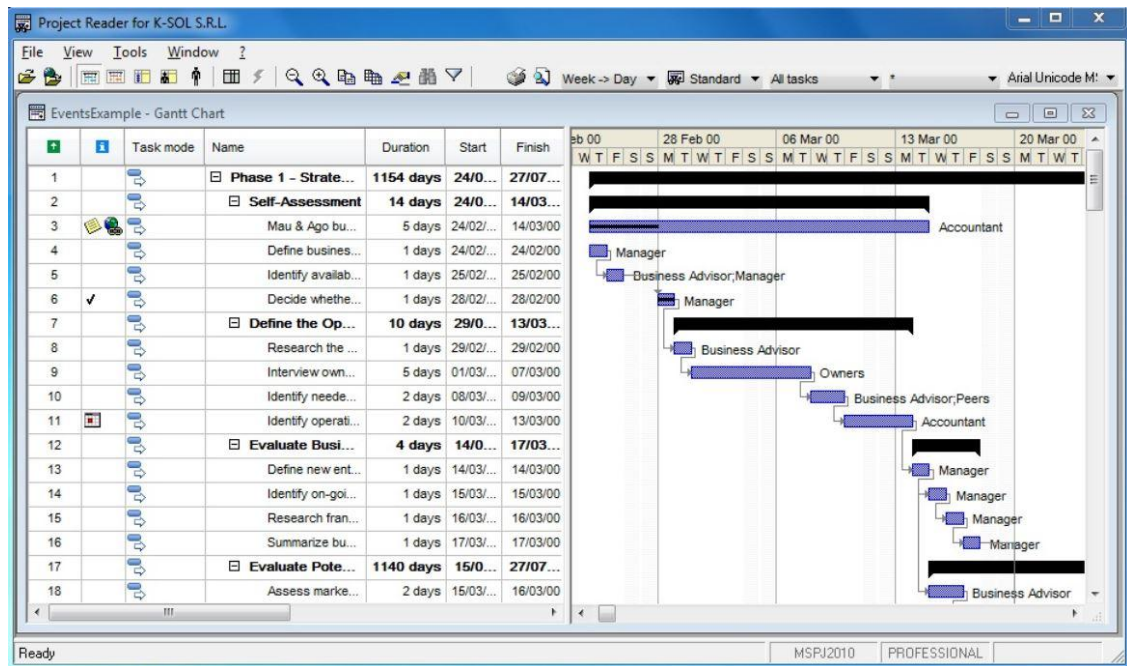 Project Reader for K-SOL S.R.L.
File View Tools Window ?
Week -> Day Standard All tasks * Arial Unicode M!
EventsExample - Gantt Chart
Task mode Name Duration Start Finish eb 00 28 Feb 00 06 Mar 00 13 Mar 00 20 Mar 00
W T F S S M T W T F S S M T W T F S S M T W T F S S M T W T
1 Phase 1 - Strate... 1154 days 24/0... 27/07...
2 Self-Assessment 14 days 24/0... 14/03...
3 Mau & Ago bu... 5 days 24/02/... 14/03/00 Accountant
4 Define busines... 1 days 24/02/... 24/02/00 Manager
5 Identify availab... 1 days 25/02/... 25/02/00 Business Advisor;Manager
6 Decide whethe... 1 days 28/02/... 28/02/00 Manager
7 Define the Op... 10 days 29/0... 13/03...
8 Research the ... 1 days 29/02/... 29/02/00 Business Advisor
9 Interview own... 5 days 01/03/... 07/03/00 Owners
10 Identify neede... 2 days 08/03/... 09/03/00 Business Advisor;Peers
11 Identify operati... 2 days 10/03/... 13/03/00 Accountant
12 Evaluate Busi... 4 days 14/0... 17/03...
13 Define new ent... 1 days 14/03/... 14/03/00 Manager
14 Identify on-goi... 1 days 15/03/... 15/03/00 Manager
15 Research fran... 1 days 16/03/... 16/03/00 Manager
16 Summarize bu... 1 days 17/03/... 17/03/00 Manager
17 Evaluate Pote... 1140 days 15/0... 27/07...
18 Assess marke... 2 days 15/03/... 16/03/00 Business Advisor
Ready MSPJ2010 PROFESSIONAL